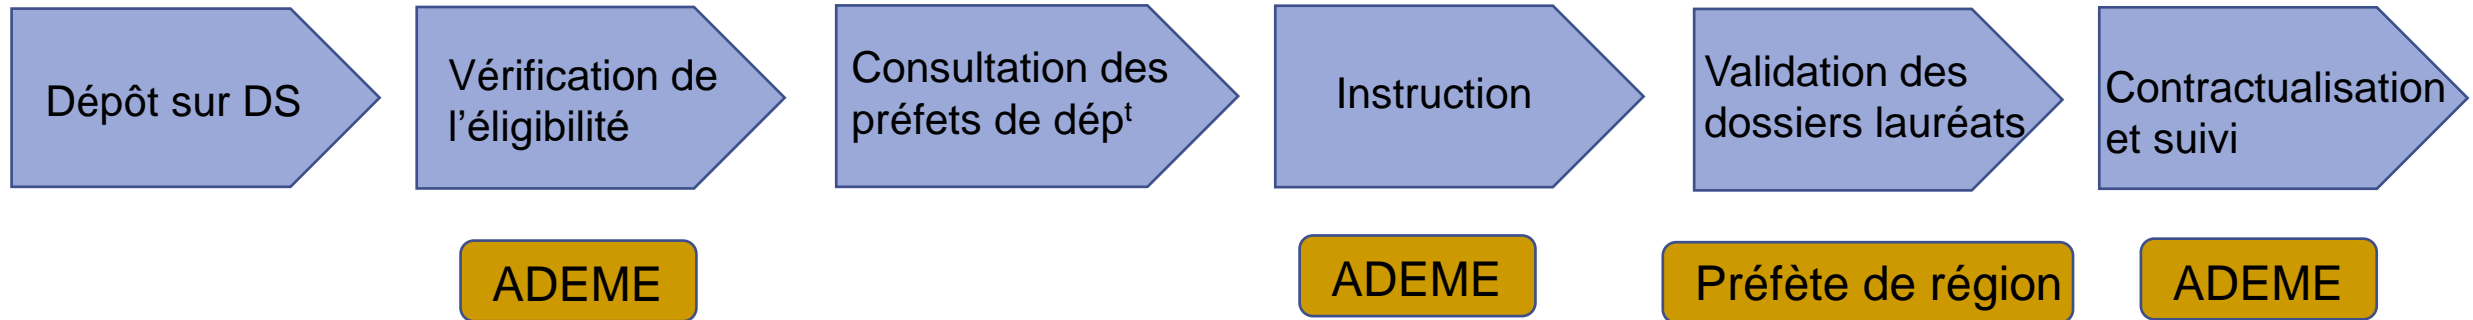 Dépôt sur DS
Vérification de
l’éligibilité
Consultation des
préfets de dépᵗ
Instruction
Validation des
dossiers lauréats
Contractualisation
et suivi
ADEME
ADEME
Préfète de région
ADEME